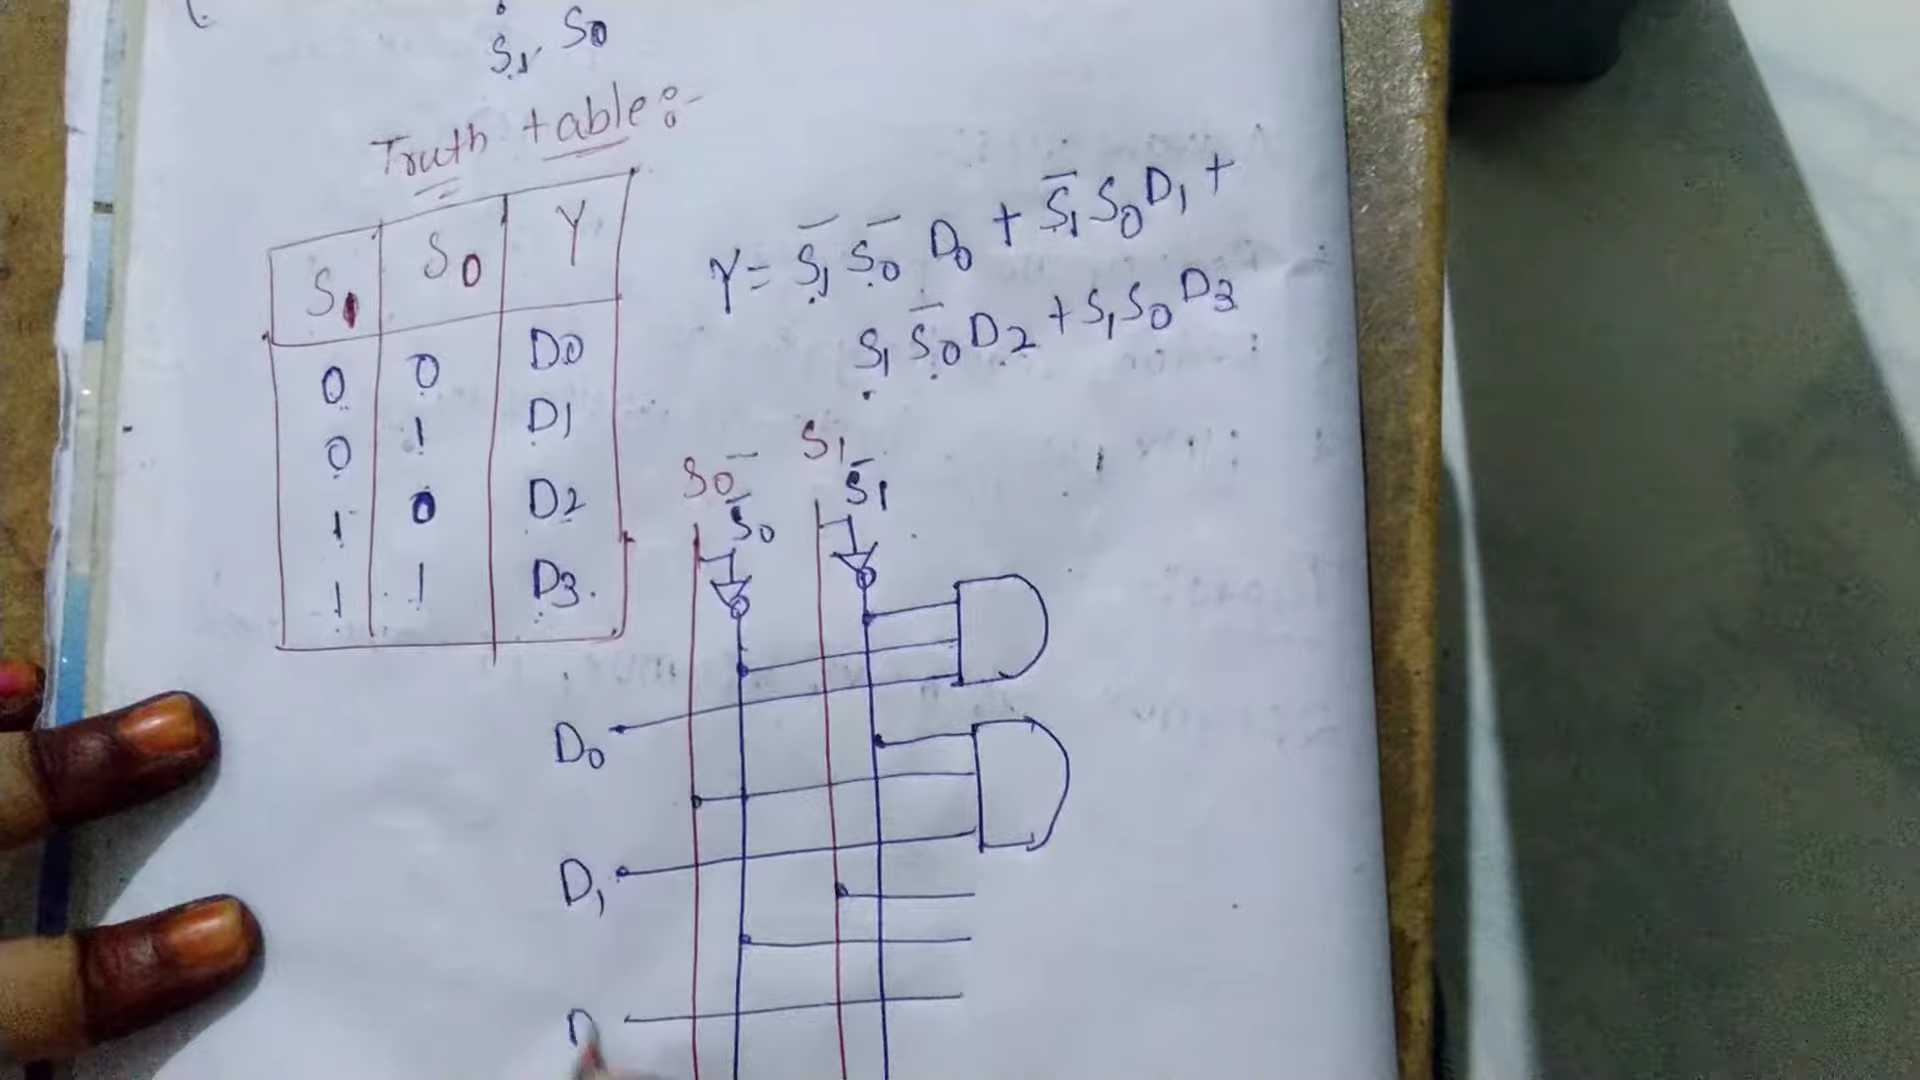 S₁ S₀
Truth table:-
S₁ S₀ Y
0 0 D0
0 1 D1
1 0 D2
1 1 D3
Y = S̅₁ S̅₀ D₀ + S̅₁ S₀ D₁ +
S₁ S̅₀ D₂ + S₁ S₀ D₃
S₀ S₁
S̅₀ S̅₁
D₀
D₁
D